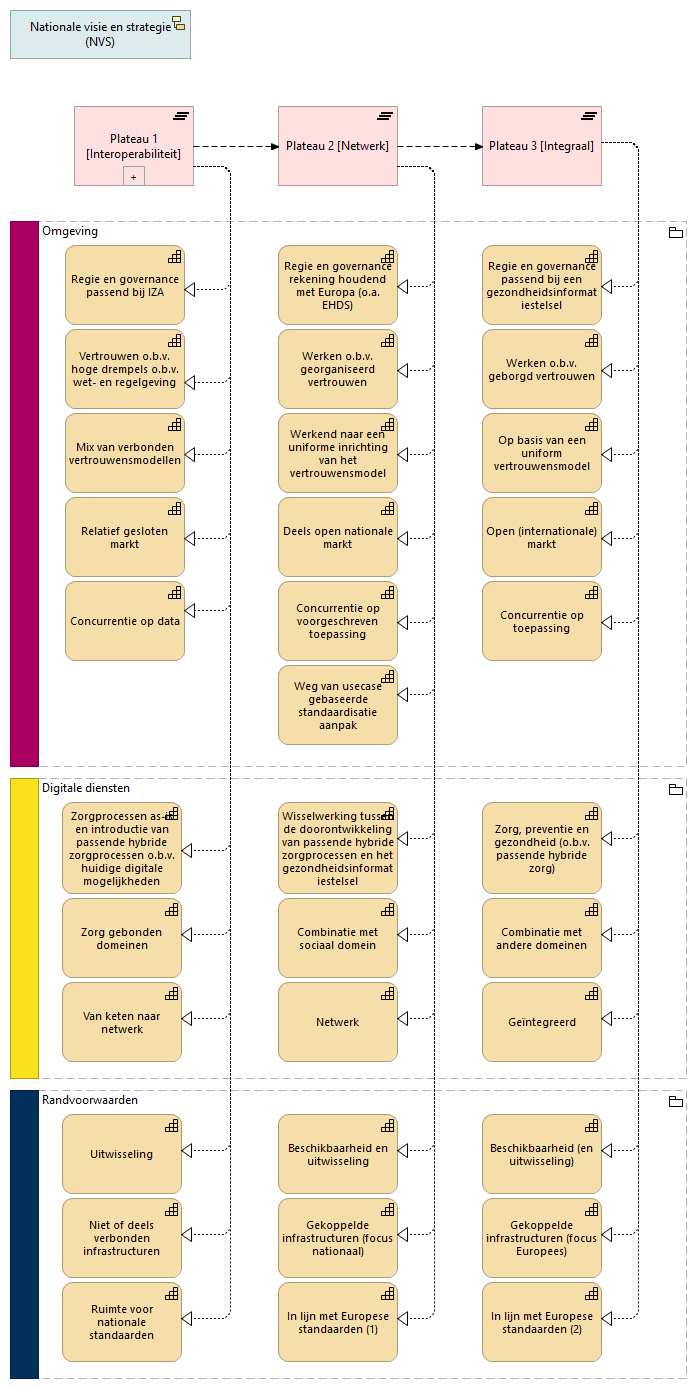 Nationale visie en strategie
(NVS)
Plateau 1
[Interoperabiliteit]
+
Plateau 2 [Netwerk]
Plateau 3 [Integraal]
Omgeving
Regie en governance
passend bij IZA
Regie en governance
rekening houdend
met Europa (o.a.
EHDS)
Regie en governance
passend bij een
gezondheidsinformat
iestelsel
Vertrouwen o.b.v.
hoge drempels o.b.v.
wet- en regelgeving
Werken o.b.v.
georganiseerd
vertrouwen
Werken o.b.v.
geborgd vertrouwen
Mix van verbonden
vertrouwensmodellen
Werkend naar een
uniforme inrichting
van het
vertrouwensmodel
Op basis van een
uniform
vertrouwensmodel
Relatief gesloten
markt
Deels open nationale
markt
Open (internationale)
markt
Concurrentie op data
Concurrentie op
voorgeschreven
toepassing
Concurrentie op
toepassing
Weg van usecase
gebaseerde
standaardisatie
aanpak
Digitale diensten
Zorgprocessen as-is
en introductie van
passende hybride
zorgprocessen o.b.v.
huidige digitale
mogelijkheden
Wisselwerking tussen
de doorontwikkeling
van passende hybride
zorgprocessen en het
gezondheidsinformat
iestelsel
Zorg, preventie en
gezondheid (o.b.v.
passende hybride
zorg)
Zorg gebonden
domeinen
Combinatie met
sociaal domein
Combinatie met
andere domeinen
Van keten naar
netwerk
Netwerk
Geïntegreerd
Randvoorwaarden
Uitwisseling
Beschikbaarheid en
uitwisseling
Beschikbaarheid (en
uitwisseling)
Niet of deels
verbonden
infrastructuren
Gekoppelde
infrastructuren (focus
nationaal)
Gekoppelde
infrastructuren (focus
Europees)
Ruimte voor
nationale
standaarden
In lijn met Europese
standaarden (1)
In lijn met Europese
standaarden (2)